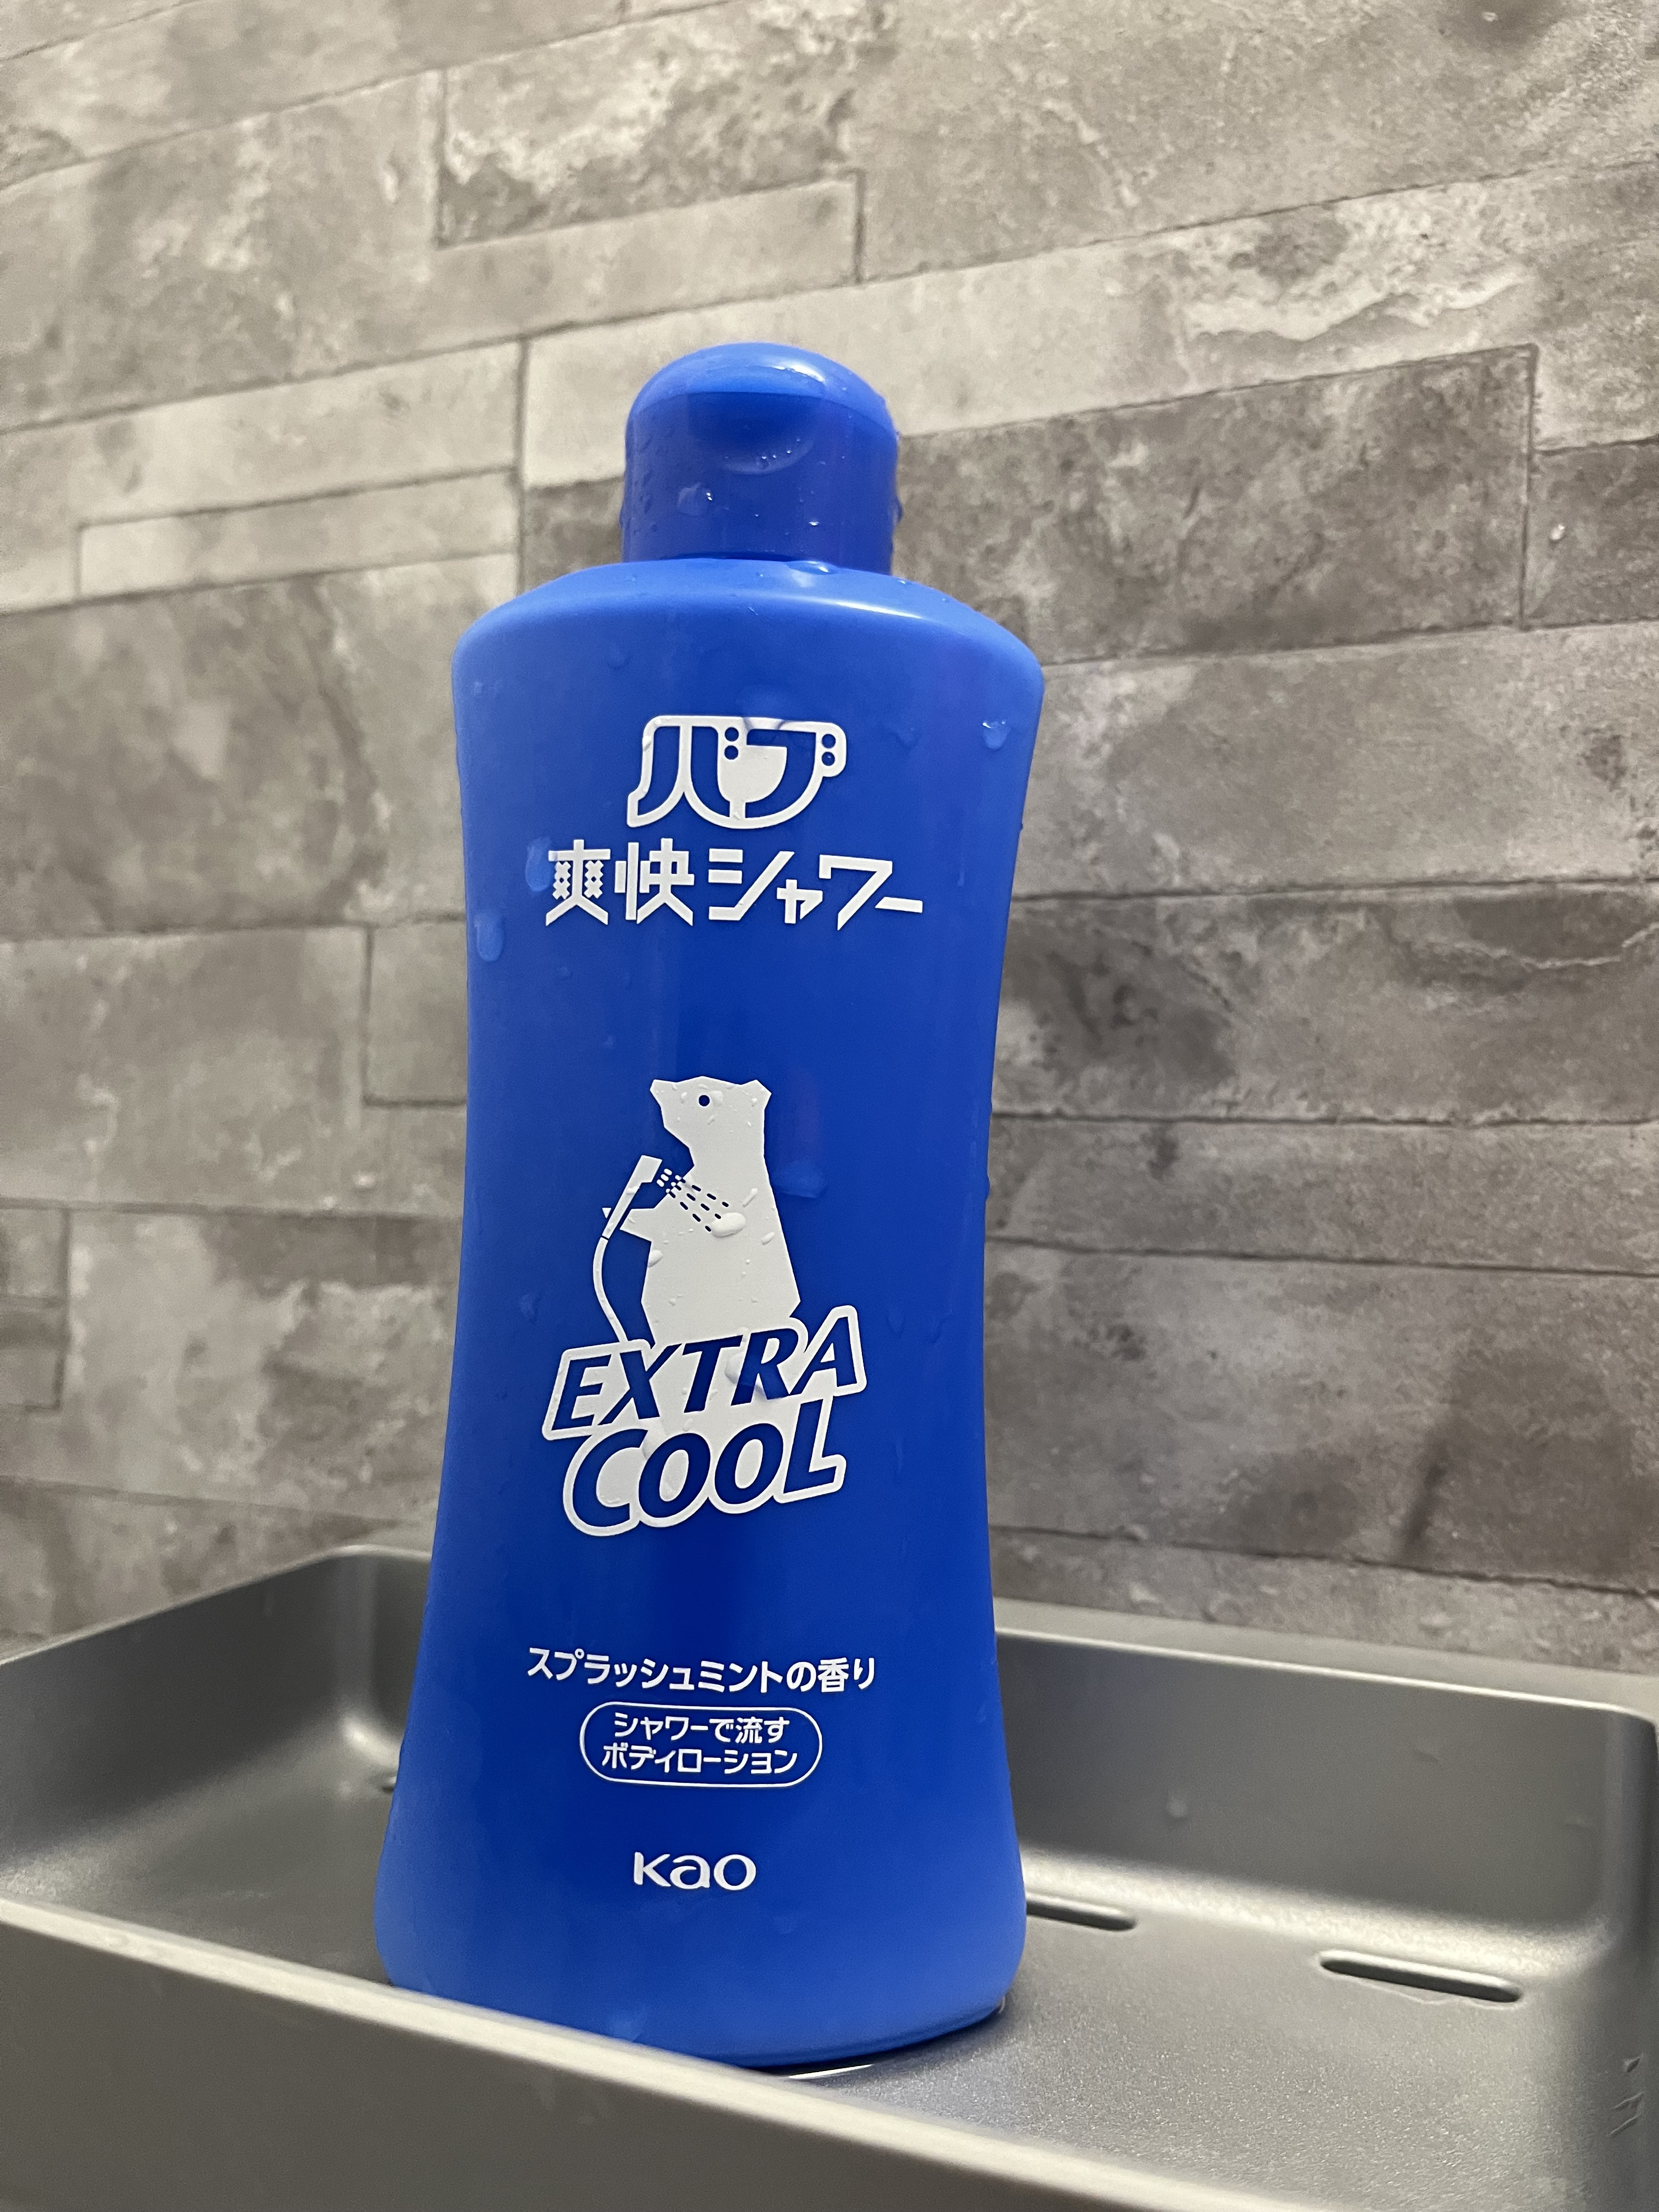 バブ
爽快シャワー
EXTRA
COOL
スプラッシュミントの香り
シャワーで流す
ボディローション
Kao